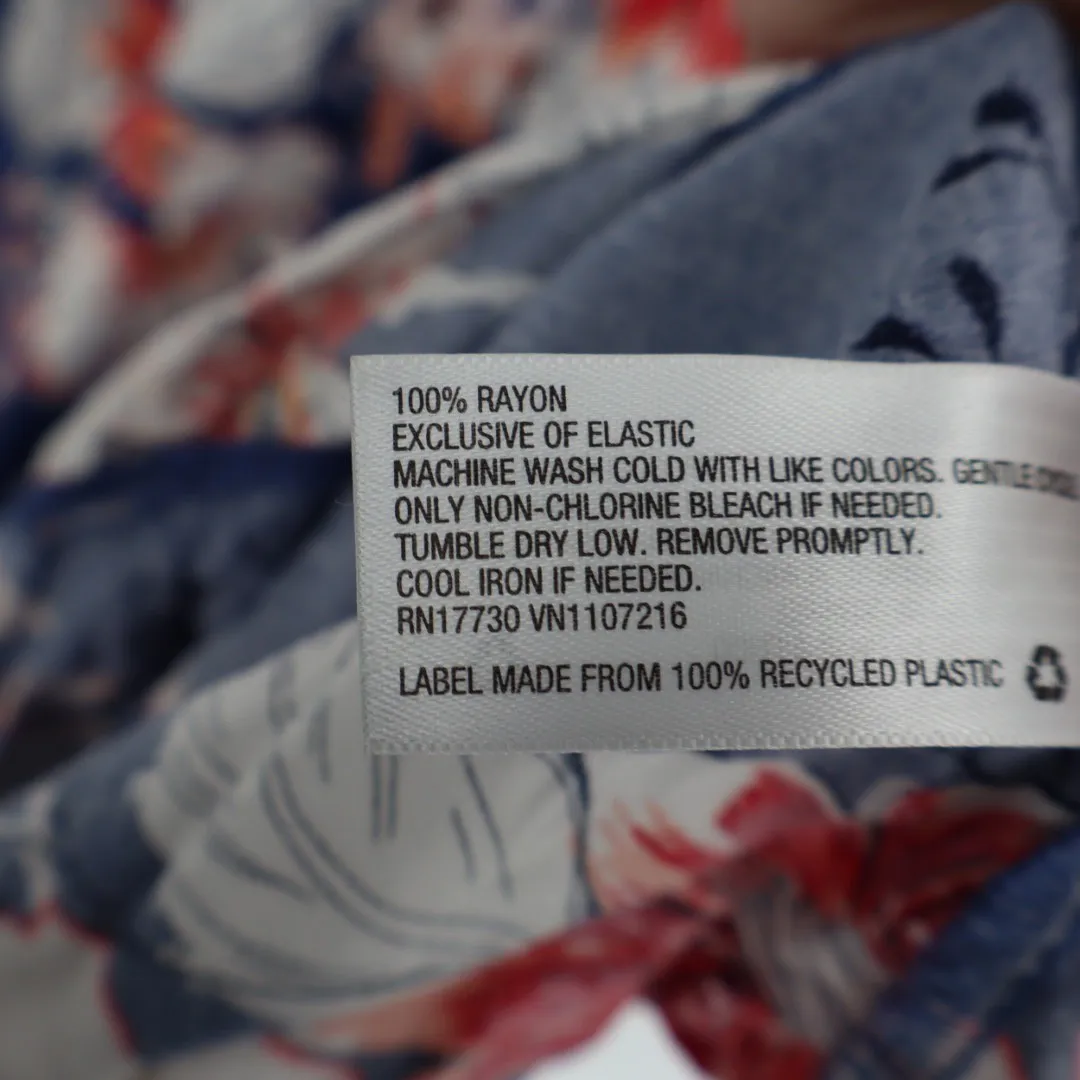 100% RAYON
EXCLUSIVE OF ELASTIC
MACHINE WASH COLD WITH LIKE COLORS. GENTLE CYCLE
ONLY NON-CHLORINE BLEACH IF NEEDED.
TUMBLE DRY LOW. REMOVE PROMPTLY.
COOL IRON IF NEEDED.
RN17730 VN1107216
LABEL MADE FROM 100% RECYCLED PLASTIC